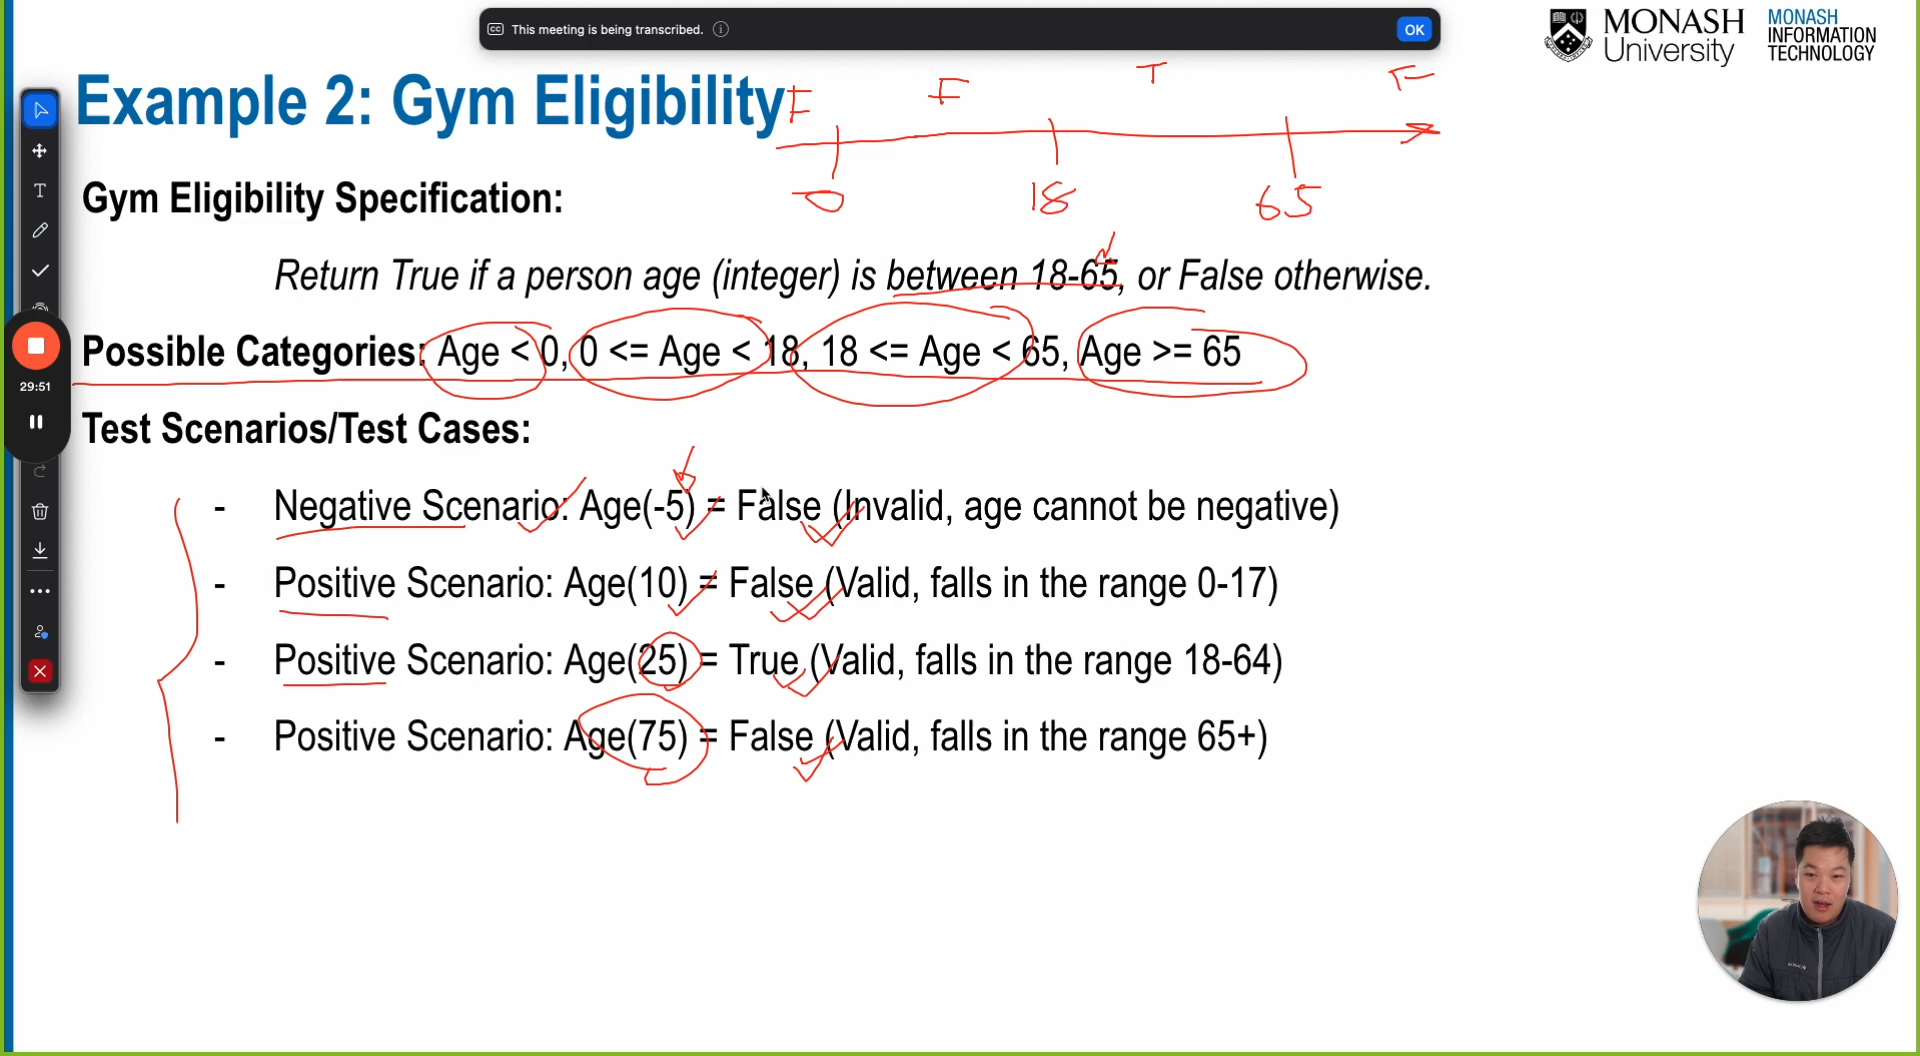 This meeting is being transcribed.
OK
MONASH University
MONASH INFORMATION TECHNOLOGY
Example 2: Gym Eligibility
F F T F
0 18 65
Gym Eligibility Specification:
Return True if a person age (integer) is between 18-65, or False otherwise.
Possible Categories: Age < 0, 0 <= Age < 18, 18 <= Age < 65, Age >= 65
29:51
Test Scenarios/Test Cases:
- Negative Scenario: Age(-5) = False (Invalid, age cannot be negative)
- Positive Scenario: Age(10) = False (Valid, falls in the range 0-17)
- Positive Scenario: Age(25) = True (Valid, falls in the range 18-64)
- Positive Scenario: Age(75) = False (Valid, falls in the range 65+)